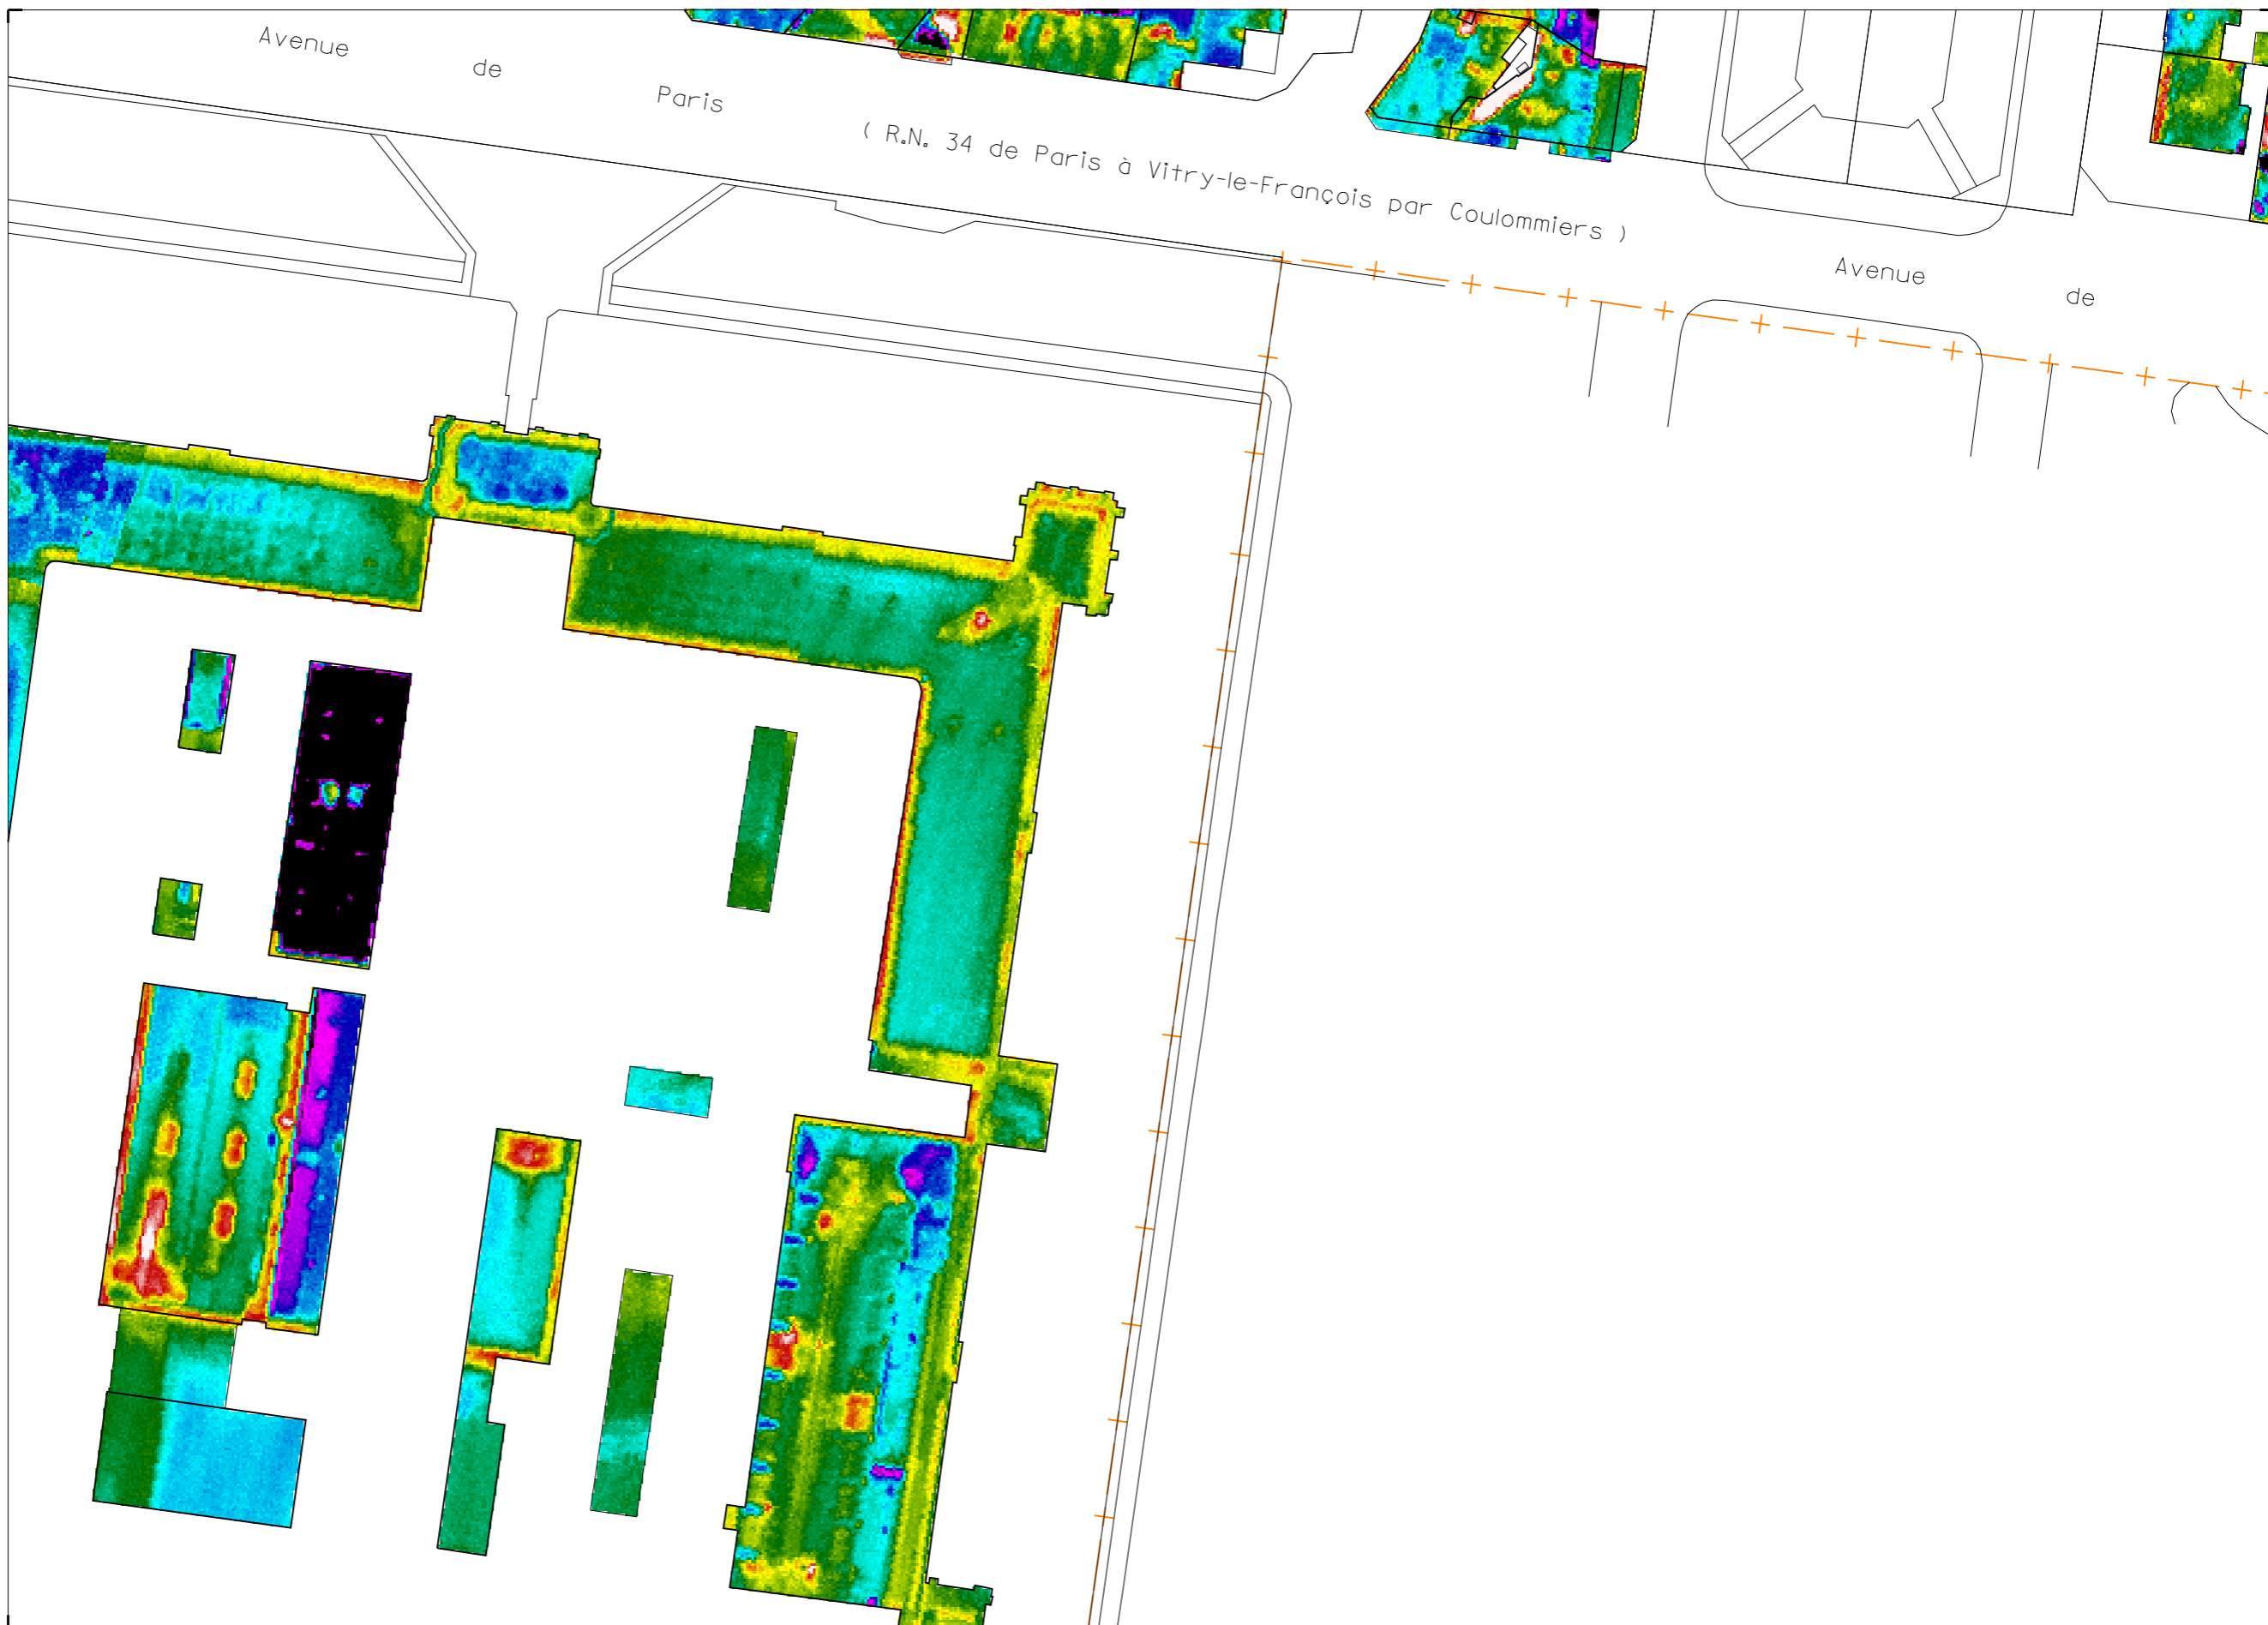 Avenue de Paris
( R.N. 34 de Paris à Vitry-le-François par Coulommiers )
Avenue de